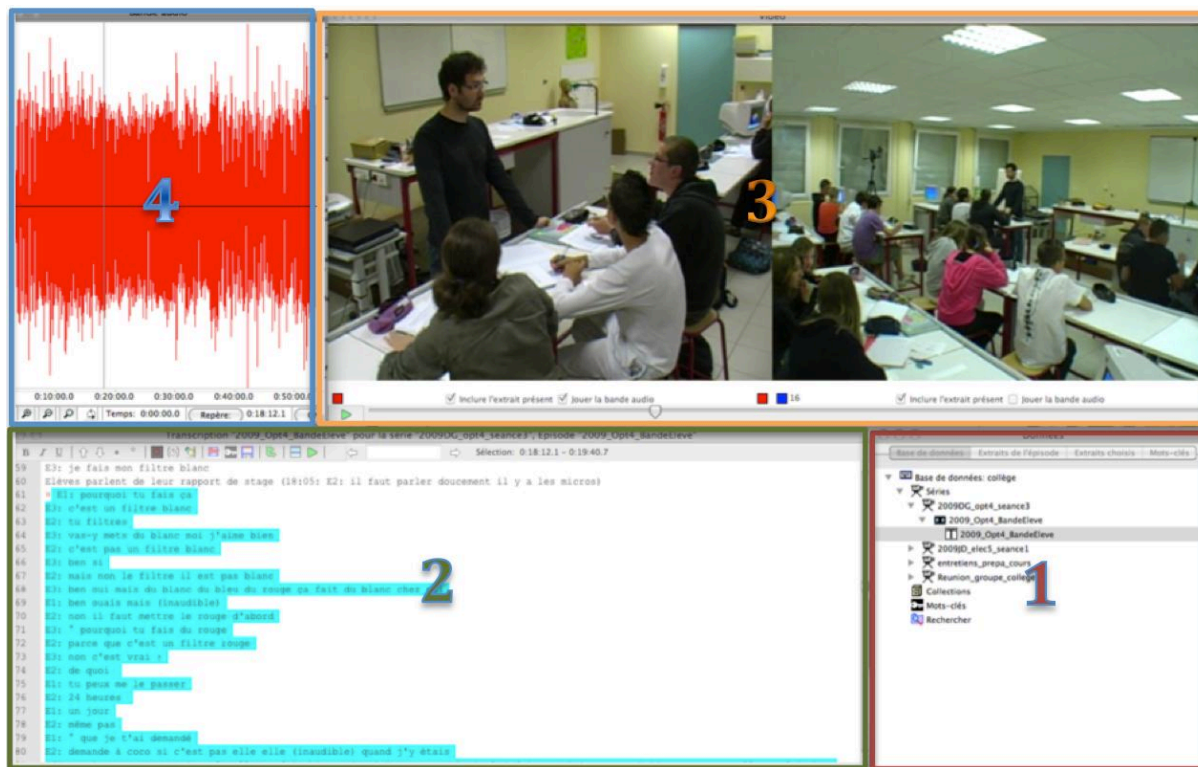 Bande audio
Vidéo
4
3
0:10:00.0 0:20:00.0 0:30:00.0 0:40:00.0 0:50:00.0
Temps: 0:00:00.0 Repère: 0:18:12.1
Inclure l'extrait présent Jouer la bande audio
16 Inclure l'extrait présent Jouer la bande audio
Transcription "2009_Opt4_BandeEleve" pour la série "2009DG_opt4_seance3", Episode "2009_Opt4_BandeEleve"
B I U Sélection: 0:18:12.1 - 0:19:40.7
59 E3: je fais mon filtre blanc
60 Elèves parlent de leur rapport de stage (18:05: E2: il faut parler doucement il y a les micros)
61 E1: pourquoi tu fais ça
62 E3: c'est un filtre blanc
63 E2: tu filtres
64 E3: vas-y mets du blanc moi j'aime bien
65 E2: c'est pas un filtre blanc
66 E3: ben si
67 E2: mais non le filtre il est pas blanc
68 E3: ben oui mais du blanc du bleu du rouge ça fait du blanc chez
69 E1: ben ouais mais (inaudible)
70 E2: non il faut mettre le rouge d'abord
71 E3: ° pourquoi tu fais du rouge
72 E2: parce que c'est un filtre rouge
73 E3: non c'est vrai ?
74 E2: de quoi
75 E1: tu peux me le passer
76 E2: 24 heures
77 E1: un jour
78 E2: même pas
79 E1: ° que je t'ai demandé
80 E2: demande à coco si c'est pas elle elle (inaudible) quand j'y étais
2
Données
Base de données Extraits de l'épisode Extraits choisis Mots-clés
Base de données: collège
Séries
2009DG_opt4_seance3
2009_Opt4_BandeEleve
2009_Opt4_BandeEleve
2009JD_elec5_seance1
entretiens_prepa_cours
Reunion_groupe_college
Collections
Mots-clés
Rechercher
1